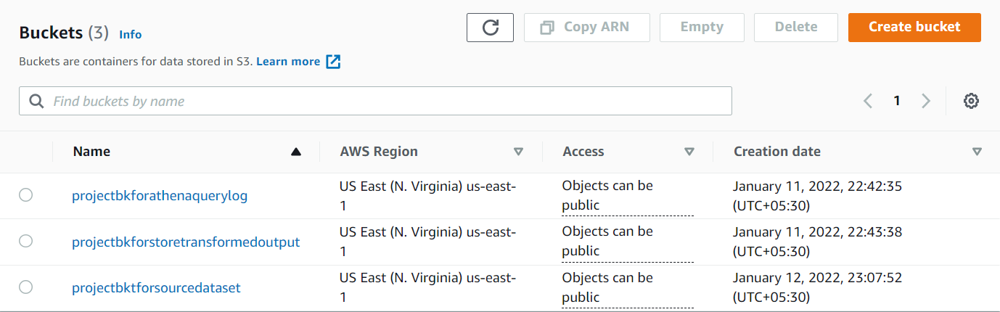 Buckets (3) Info
Copy ARN
Empty
Delete
Create bucket
Buckets are containers for data stored in S3. Learn more
Find buckets by name
1
Name
AWS Region
Access
Creation date
projectbkforathenaquerylog
US East (N. Virginia) us-east-
1
Objects can be
public
January 11, 2022, 22:42:35
(UTC+05:30)
projectbkforstoretransformedoutput
US East (N. Virginia) us-east-
1
Objects can be
public
January 11, 2022, 22:43:38
(UTC+05:30)
projectbktforsourcedataset
US East (N. Virginia) us-east-
1
Objects can be
public
January 12, 2022, 23:07:52
(UTC+05:30)